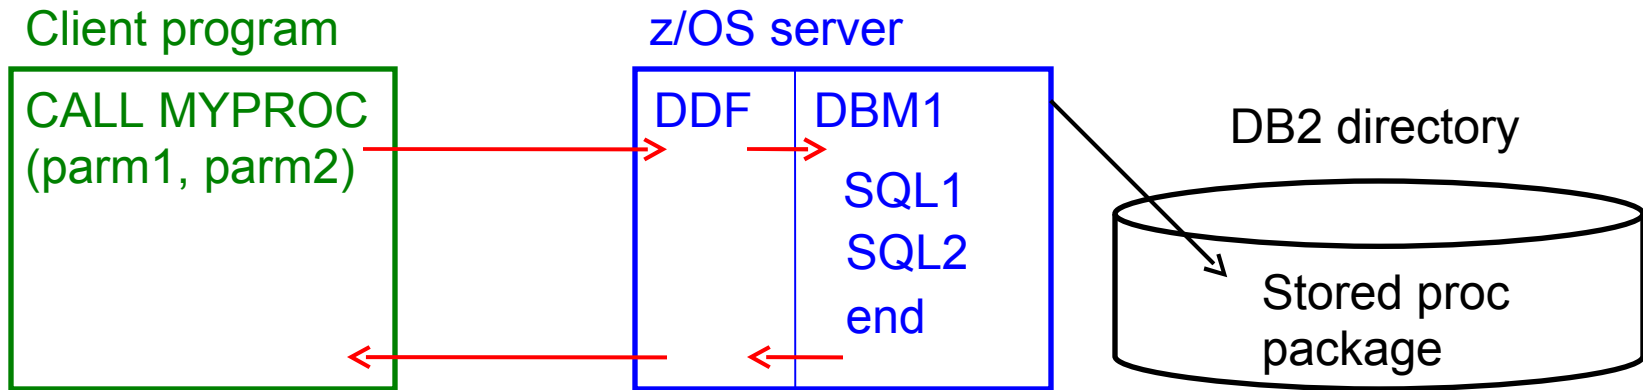 Client program
CALL MYPROC
(parm1, parm2)
z/OS server
DDF
DBM1
SQL1
SQL2
end
DB2 directory
Stored proc
package